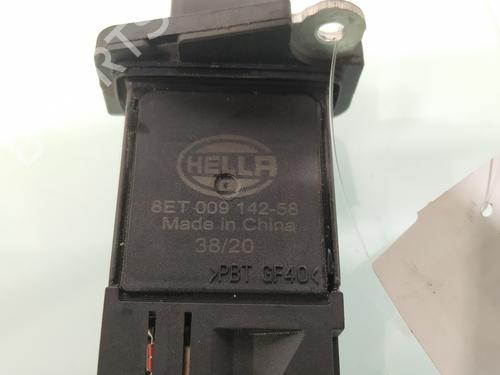 HELLA
8ET 009 142-58
Made in China
38/20
>PBT GF40<